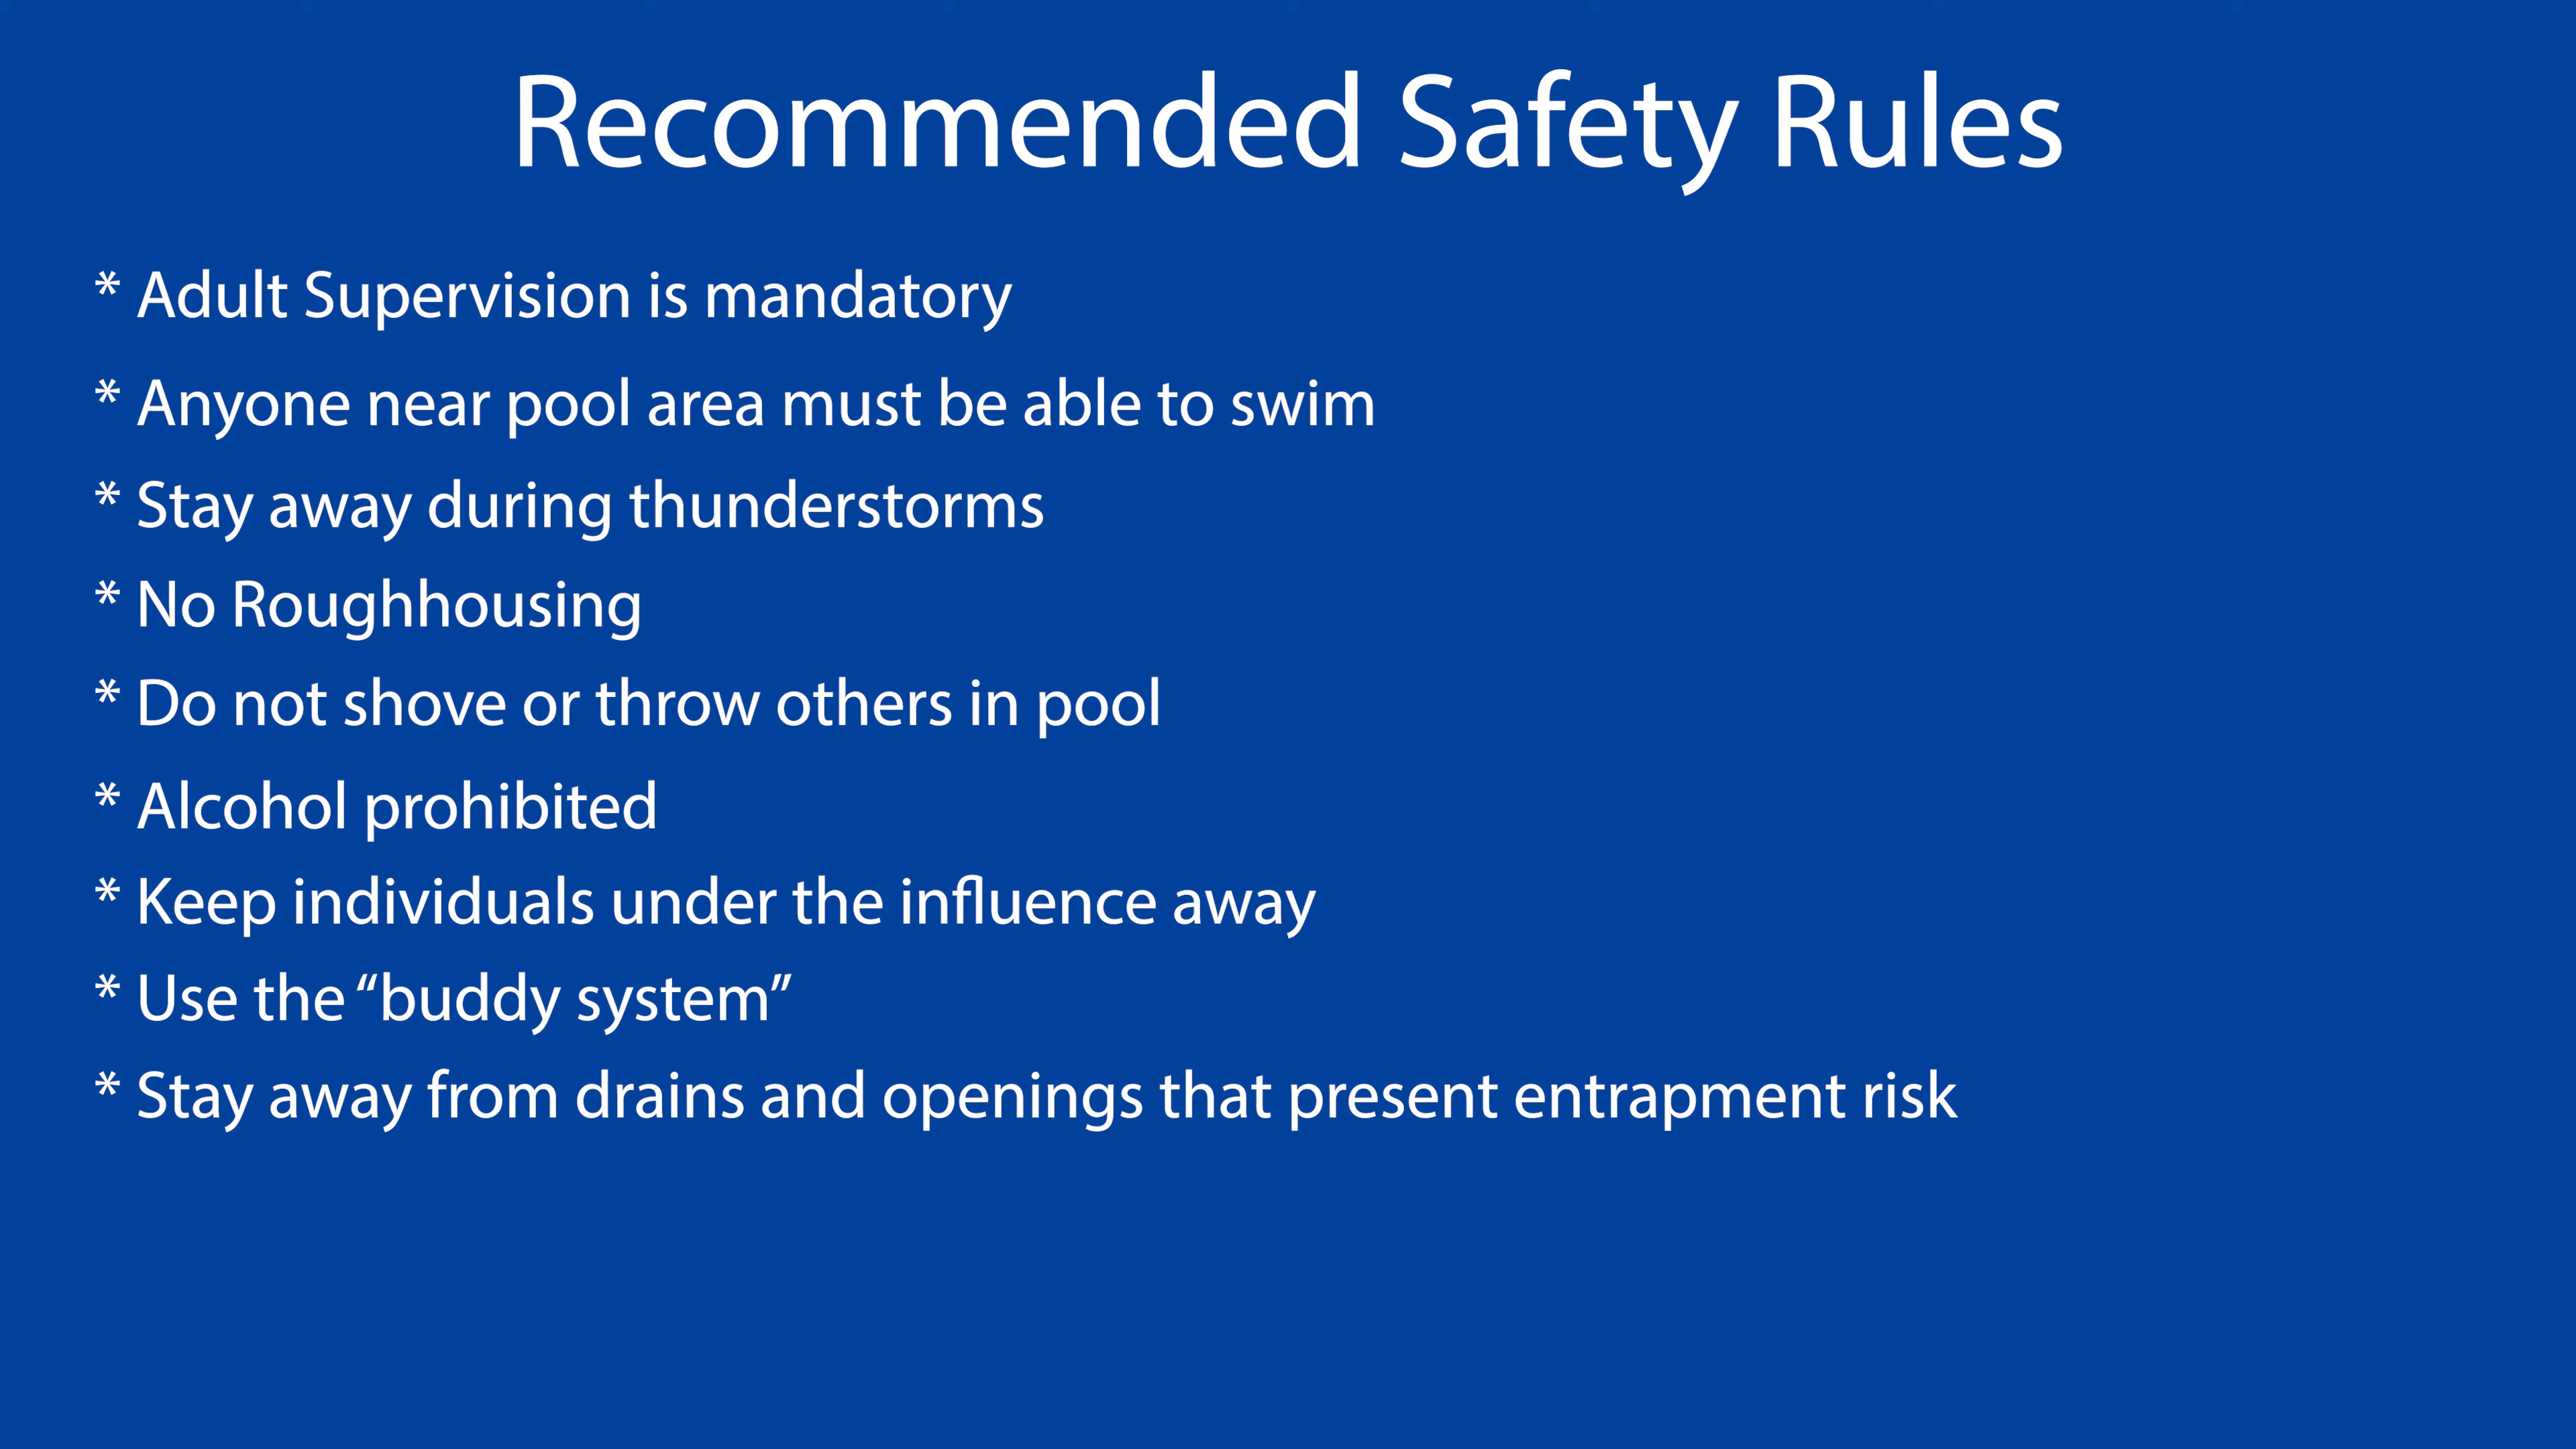 Recommended Safety Rules
* Adult Supervision is mandatory
* Anyone near pool area must be able to swim
* Stay away during thunderstorms
* No Roughhousing
* Do not shove or throw others in pool
* Alcohol prohibited
* Keep individuals under the influence away
* Use the “buddy system”
* Stay away from drains and openings that present entrapment risk